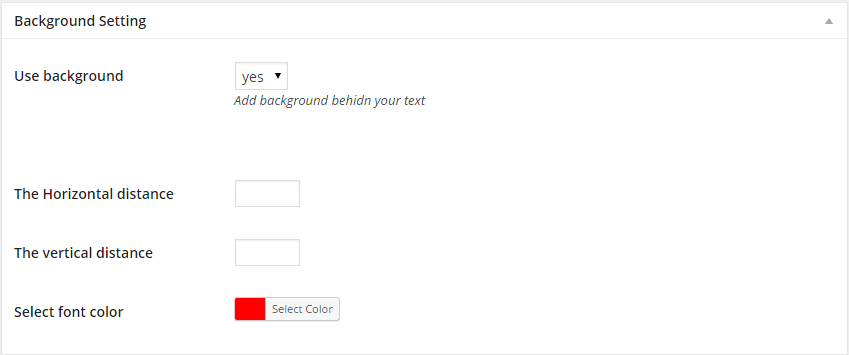 Background Setting
Use background
yes
Add background behidn your text
The Horizontal distance
The vertical distance
Select font color
Select Color